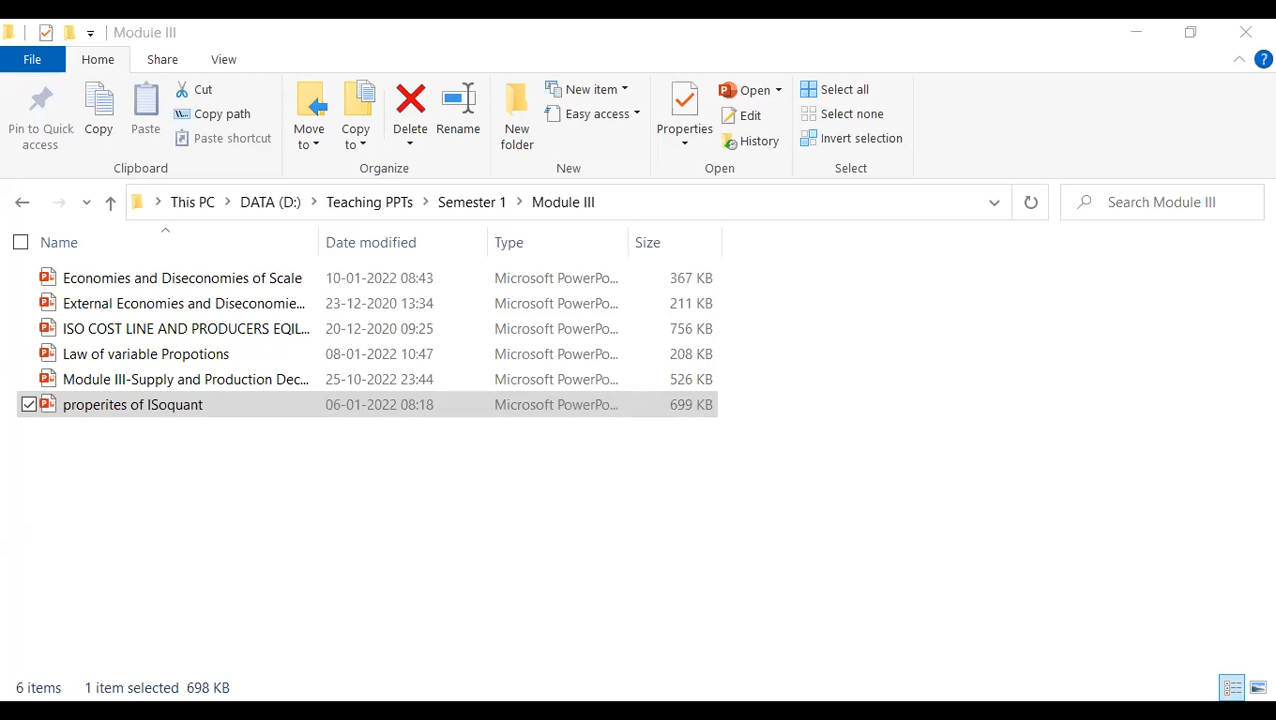 Module III
File Home Share View
Pin to Quick access
Copy
Paste
Cut
Copy path
Paste shortcut
Clipboard
Move to
Copy to
Delete
Rename
Organize
New folder
New item
Easy access
New
Properties
Open
Edit
History
Open
Select all
Select none
Invert selection
Select
This PC > DATA (D:) > Teaching PPTs > Semester 1 > Module III
Search Module III
Name Date modified Type Size
Economies and Diseconomies of Scale 10-01-2022 08:43 Microsoft PowerPo... 367 KB
External Economies and Diseconomie... 23-12-2020 13:34 Microsoft PowerPo... 211 KB
ISO COST LINE AND PRODUCERS EQIL... 20-12-2020 09:25 Microsoft PowerPo... 756 KB
Law of variable Propotions 08-01-2022 10:47 Microsoft PowerPo... 208 KB
Module III-Supply and Production Dec... 25-10-2022 23:44 Microsoft PowerPo... 526 KB
properites of ISoquant 06-01-2022 08:18 Microsoft PowerPo... 699 KB
6 items 1 item selected 698 KB